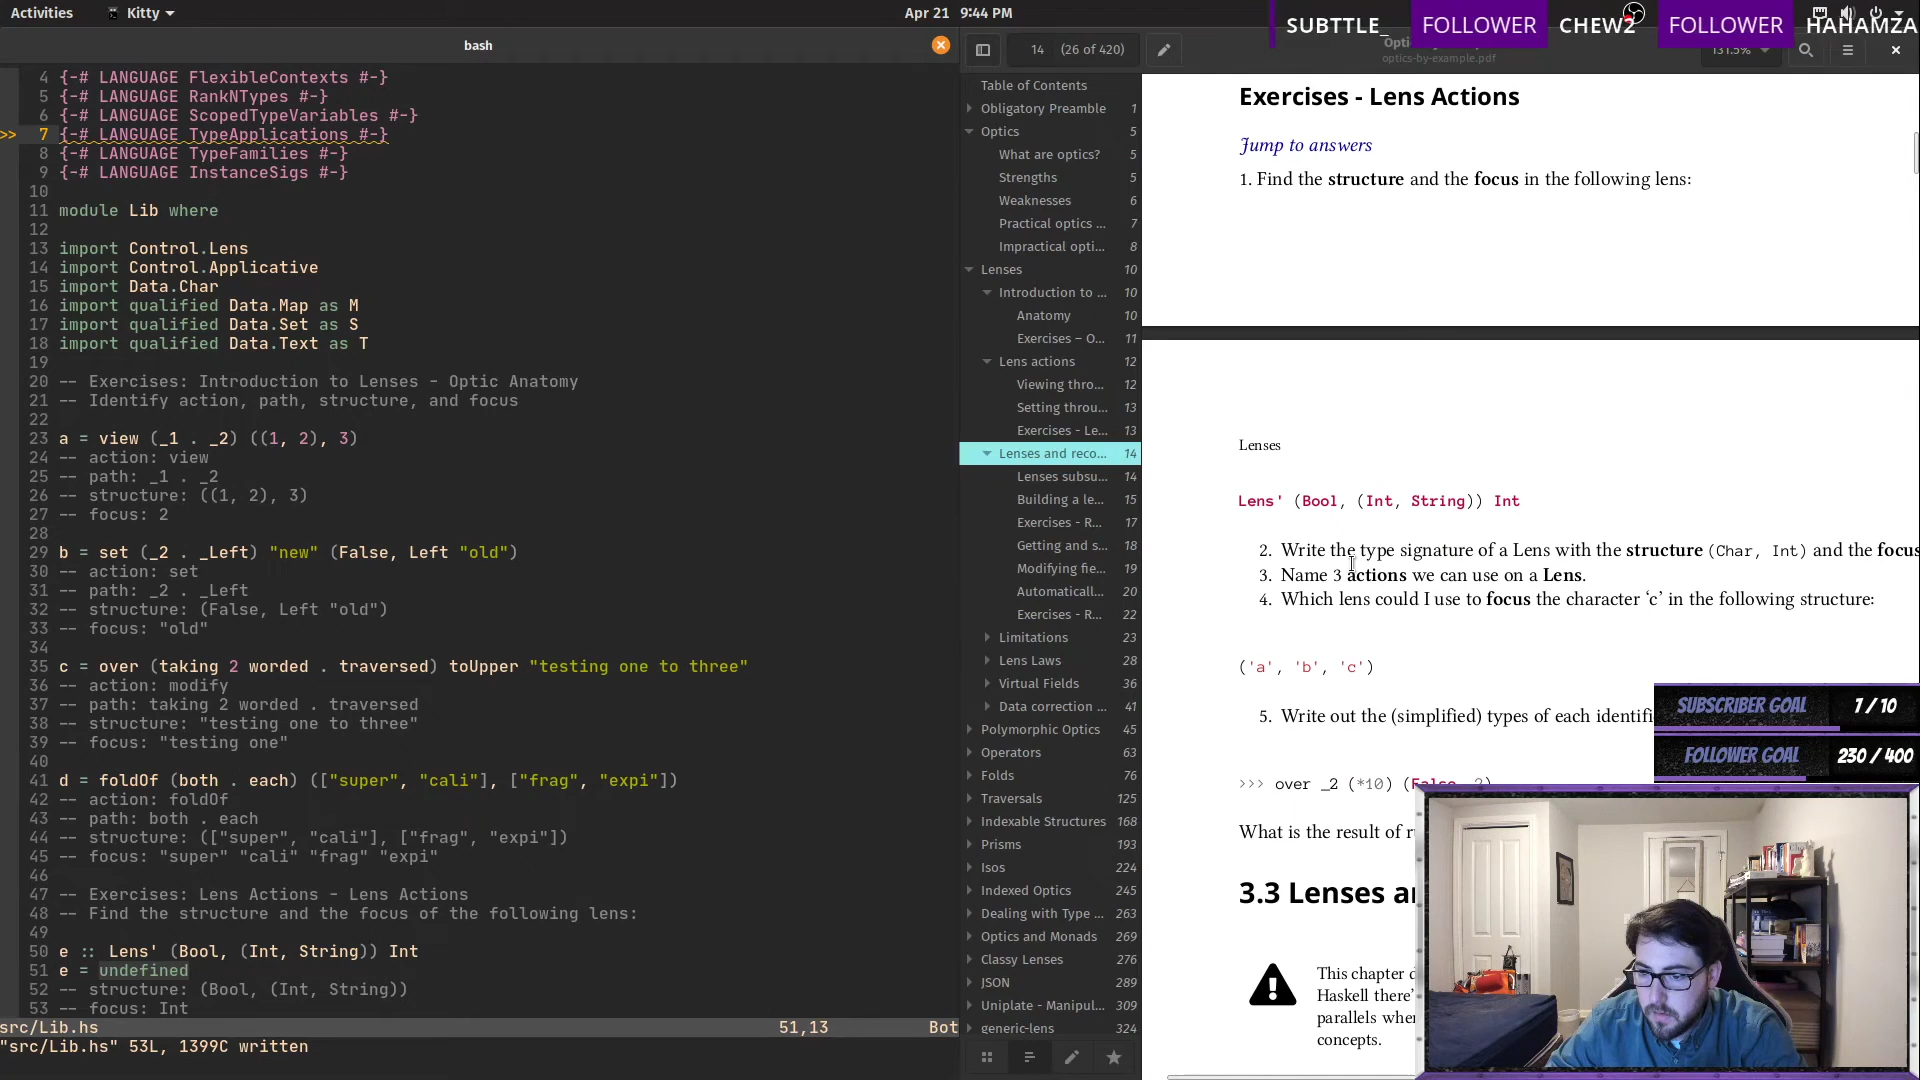 Activities
Kitty
Apr 21 9:44 PM
SUBTTLE_ FOLLOWER CHEW2 FOLLOWER HAHAMZA
bash
4 {-# LANGUAGE FlexibleContexts #-}
5 {-# LANGUAGE RankNTypes #-}
6 {-# LANGUAGE ScopedTypeVariables #-}
>> 7 {-# LANGUAGE TypeApplications #-}
8 {-# LANGUAGE TypeFamilies #-}
9 {-# LANGUAGE InstanceSigs #-}
10
11 module Lib where
12
13 import Control.Lens
14 import Control.Applicative
15 import Data.Char
16 import qualified Data.Map as M
17 import qualified Data.Set as S
18 import qualified Data.Text as T
19
20 -- Exercises: Introduction to Lenses - Optic Anatomy
21 -- Identify action, path, structure, and focus
22
23 a = view (_1 . _2) ((1, 2), 3)
24 -- action: view
25 -- path: _1 . _2
26 -- structure: ((1, 2), 3)
27 -- focus: 2
28
29 b = set (_2 . _Left) "new" (False, Left "old")
30 -- action: set
31 -- path: _2 . _Left
32 -- structure: (False, Left "old")
33 -- focus: "old"
34
35 c = over (taking 2 worded . traversed) toUpper "testing one to three"
36 -- action: modify
37 -- path: taking 2 worded . traversed
38 -- structure: "testing one to three"
39 -- focus: "testing one"
40
41 d = foldOf (both . each) (["super", "cali"], ["frag", "expi"])
42 -- action: foldOf
43 -- path: both . each
44 -- structure: (["super", "cali"], ["frag", "expi"])
45 -- focus: "super" "cali" "frag" "expi"
46
47 -- Exercises: Lens Actions - Lens Actions
48 -- Find the structure and the focus of the following lens:
49
50 e :: Lens' (Bool, (Int, String)) Int
51 e = undefined
52 -- structure: (Bool, (Int, String))
53 -- focus: Int
src/Lib.hs 51,13 Bot
"src/Lib.hs" 53L, 1399C written
14 (26 of 420)
optics-by-example.pdf
131.5%
Table of Contents
Obligatory Preamble 1
Optics 5
What are optics? 5
Strengths 5
Weaknesses 6
Practical optics ... 7
Impractical opti... 8
Lenses 10
Introduction to ... 10
Anatomy 10
Exercises – O... 11
Lens actions 12
Viewing thro... 12
Setting throu... 13
Exercises - Le... 13
Lenses and reco... 14
Lenses subsu... 14
Building a le... 15
Exercises - R... 17
Getting and s... 18
Modifying fie... 19
Automaticall... 20
Exercises - R... 22
Limitations 23
Lens Laws 28
Virtual Fields 36
Data correction ... 41
Polymorphic Optics 45
Operators 63
Folds 76
Traversals 125
Indexable Structures 168
Prisms 193
Isos 224
Indexed Optics 245
Dealing with Type ... 263
Optics and Monads 269
Classy Lenses 276
JSON 289
Uniplate - Manipul... 309
generic-lens 324
Exercises - Lens Actions
Jump to answers
1. Find the structure and the focus in the following lens:
Lenses
Lens' (Bool, (Int, String)) Int
2. Write the type signature of a Lens with the structure (Char, Int) and the focus
3. Name 3 actions we can use on a Lens.
4. Which lens could I use to focus the character ‘c’ in the following structure:
('a', 'b', 'c')
5. Write out the (simplified) types of each identifi
>>> over _2 (*10) (False, 2)
What is the result of r
3.3 Lenses a
This chapter
Haskell there'
parallels whe
concepts.
SUBSCRIBER GOAL 7 / 10
FOLLOWER GOAL 230 / 400